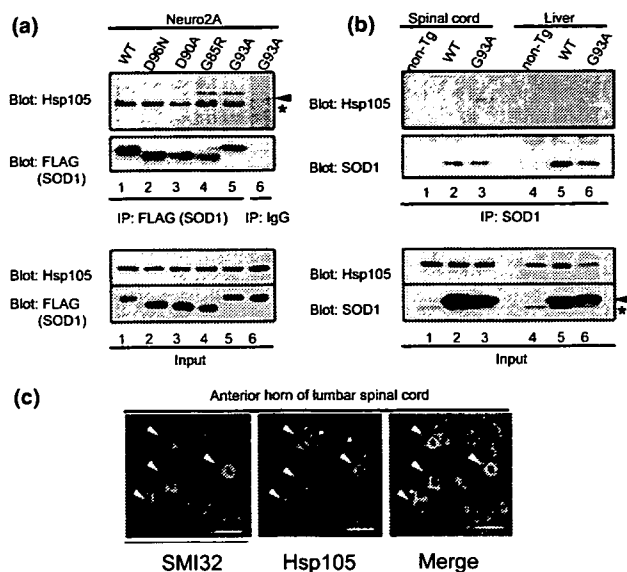 (a)
Neuro2A
WT
D96N
D90A
G85R
G93A
G93A
Blot: Hsp105
*
Blot: FLAG
(SOD1)
1 2 3 4 5 6
IP: FLAG (SOD1) IP: IgG
Blot: Hsp105
Blot: FLAG
(SOD1)
1 2 3 4 5 6
Input
(b)
Spinal cord Liver
non-Tg
WT
G93A
non-Tg
WT
G93A
Blot: Hsp105
Blot: SOD1
1 2 3 4 5 6
IP: SOD1
Blot: Hsp105
Blot: SOD1
*
1 2 3 4 5 6
Input
(c)
Anterior horn of lumbar spinal cord
SMI32 Hsp105 Merge